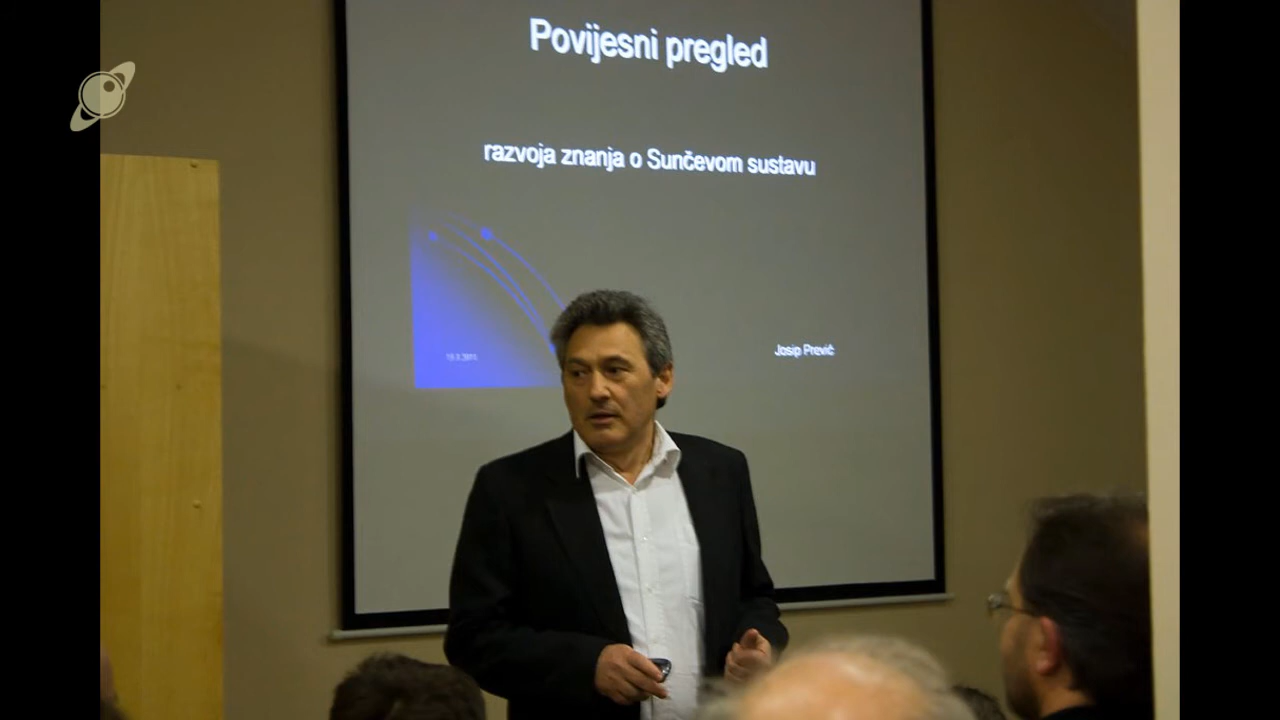 Povijesni pregled
razvoja znanja o Sunčevom sustavu
Josip Prević